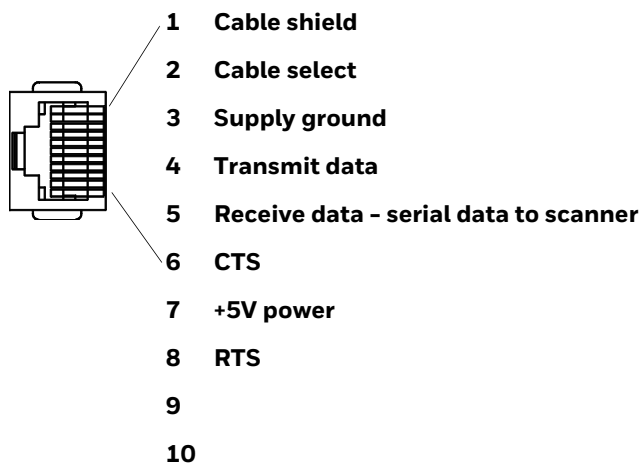 1 Cable shield
2 Cable select
3 Supply ground
4 Transmit data
5 Receive data - serial data to scanner
6 CTS
7 +5V power
8 RTS
9
10